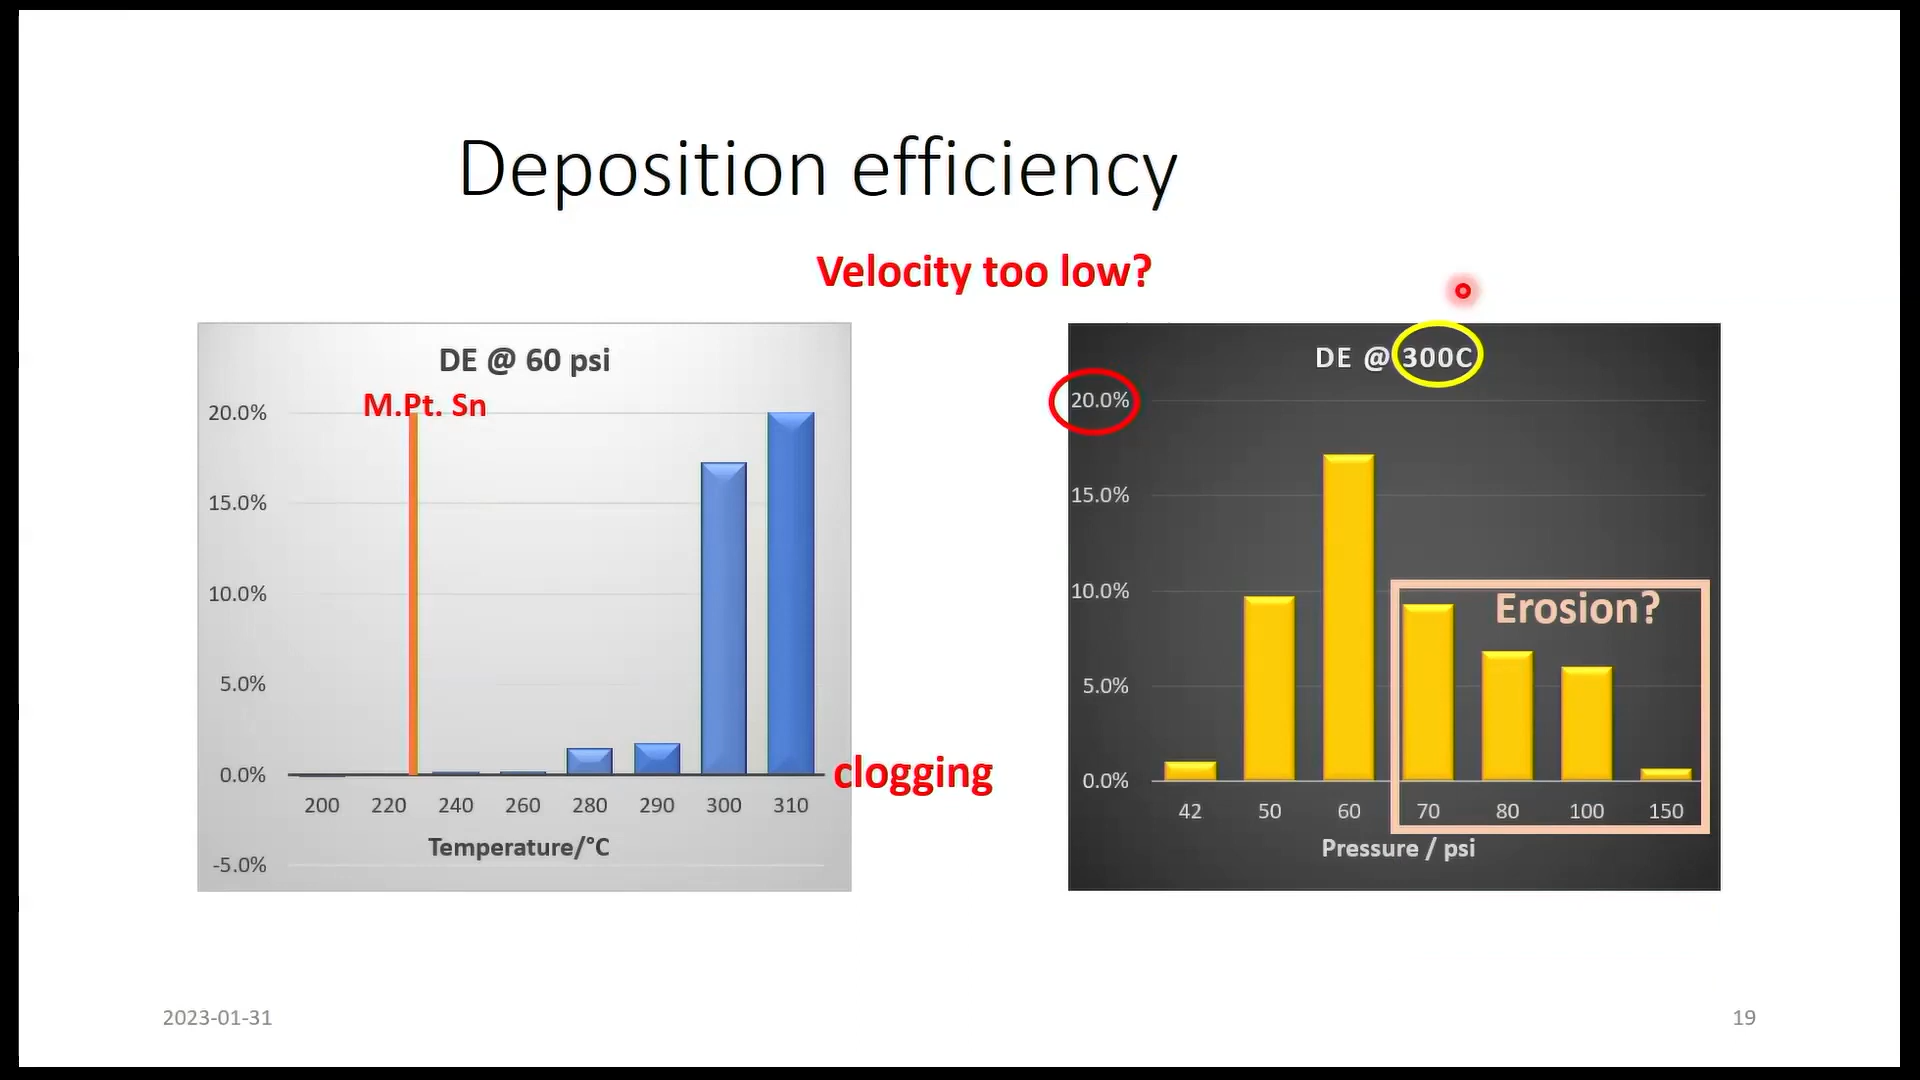 Deposition efficiency
Velocity too low?
DE @ 60 psi
M.Pt. Sn
20.0%
15.0%
10.0%
5.0%
0.0%
-5.0%
200 220 240 260 280 290 300 310
Temperature/°C
clogging
DE @ 300C
20.0%
15.0%
10.0%
5.0%
0.0%
Erosion?
42 50 60 70 80 100 150
Pressure / psi
2023-01-31
19